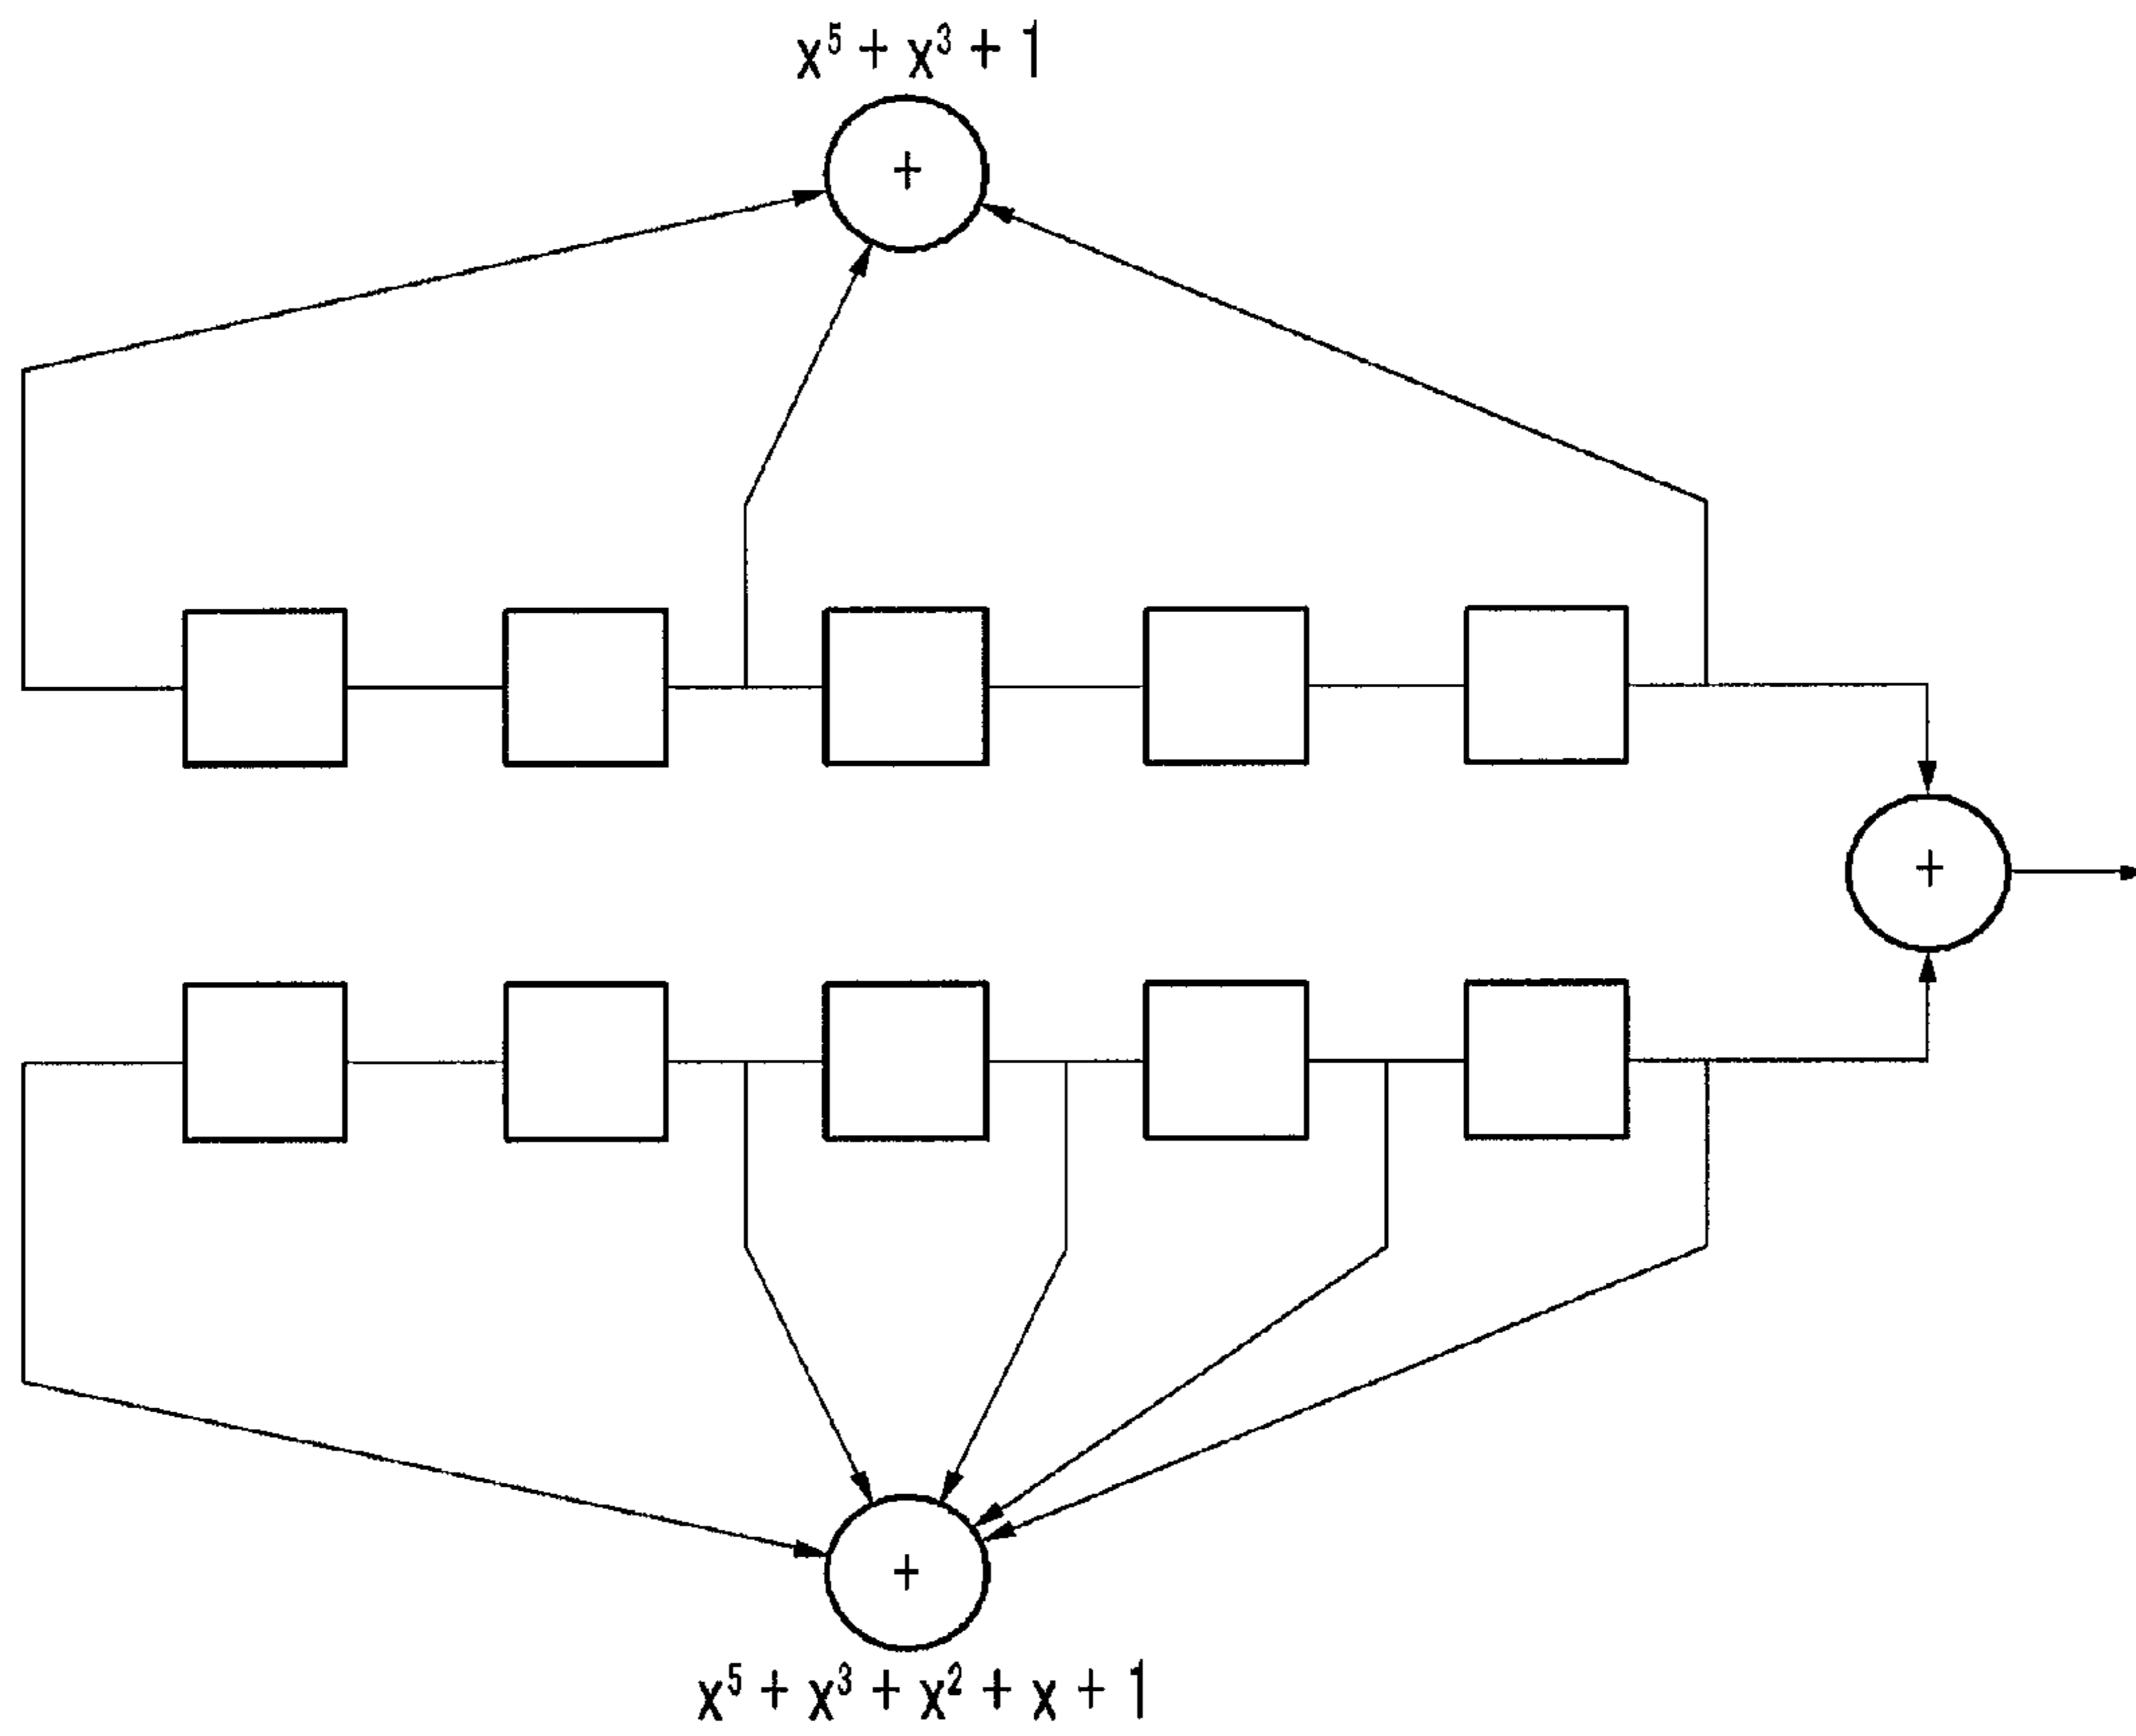 x⁵ + x³ + 1
+
+
+
x⁵ + x³ + x² + x + 1